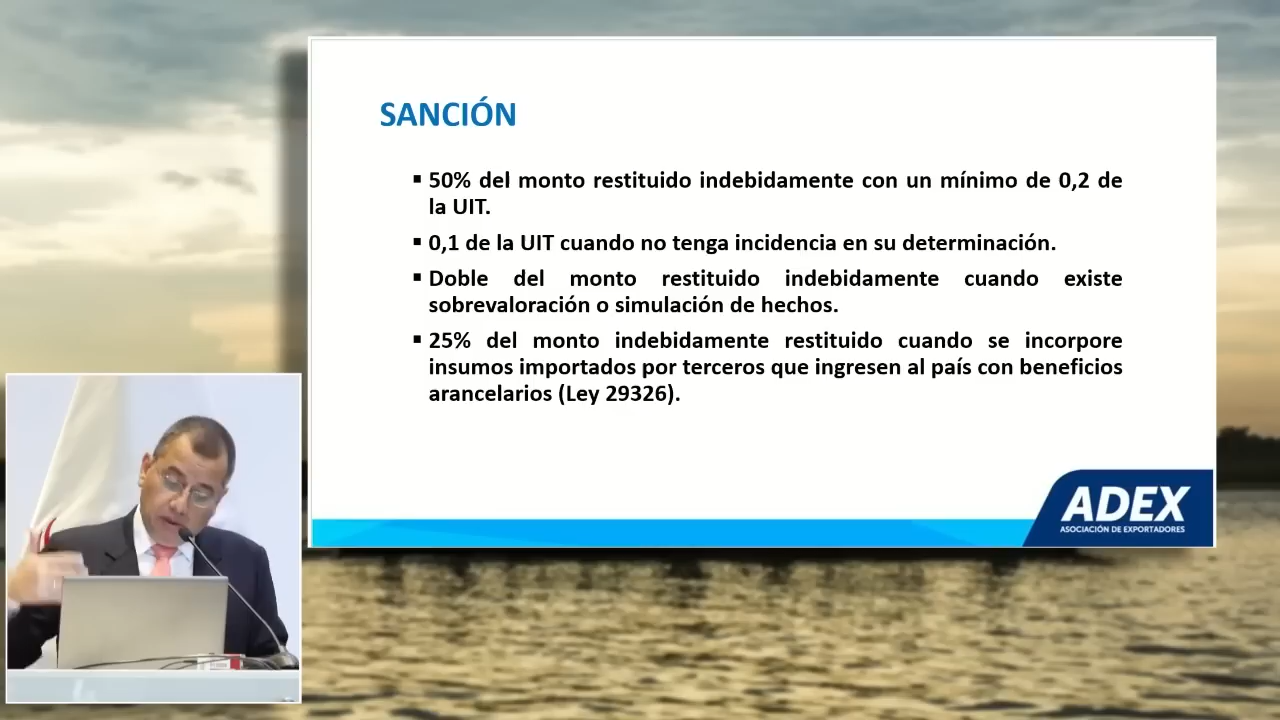 SANCIÓN
▪ 50% del monto restituido indebidamente con un mínimo de 0,2 de
la UIT.
▪ 0,1 de la UIT cuando no tenga incidencia en su determinación.
▪ Doble del monto restituido indebidamente cuando existe
sobrevaloración o simulación de hechos.
▪ 25% del monto indebidamente restituido cuando se incorpore
insumos importados por terceros que ingresen al país con beneficios
arancelarios (Ley 29326).
ADEX
ASOCIACIÓN DE EXPORTADORES